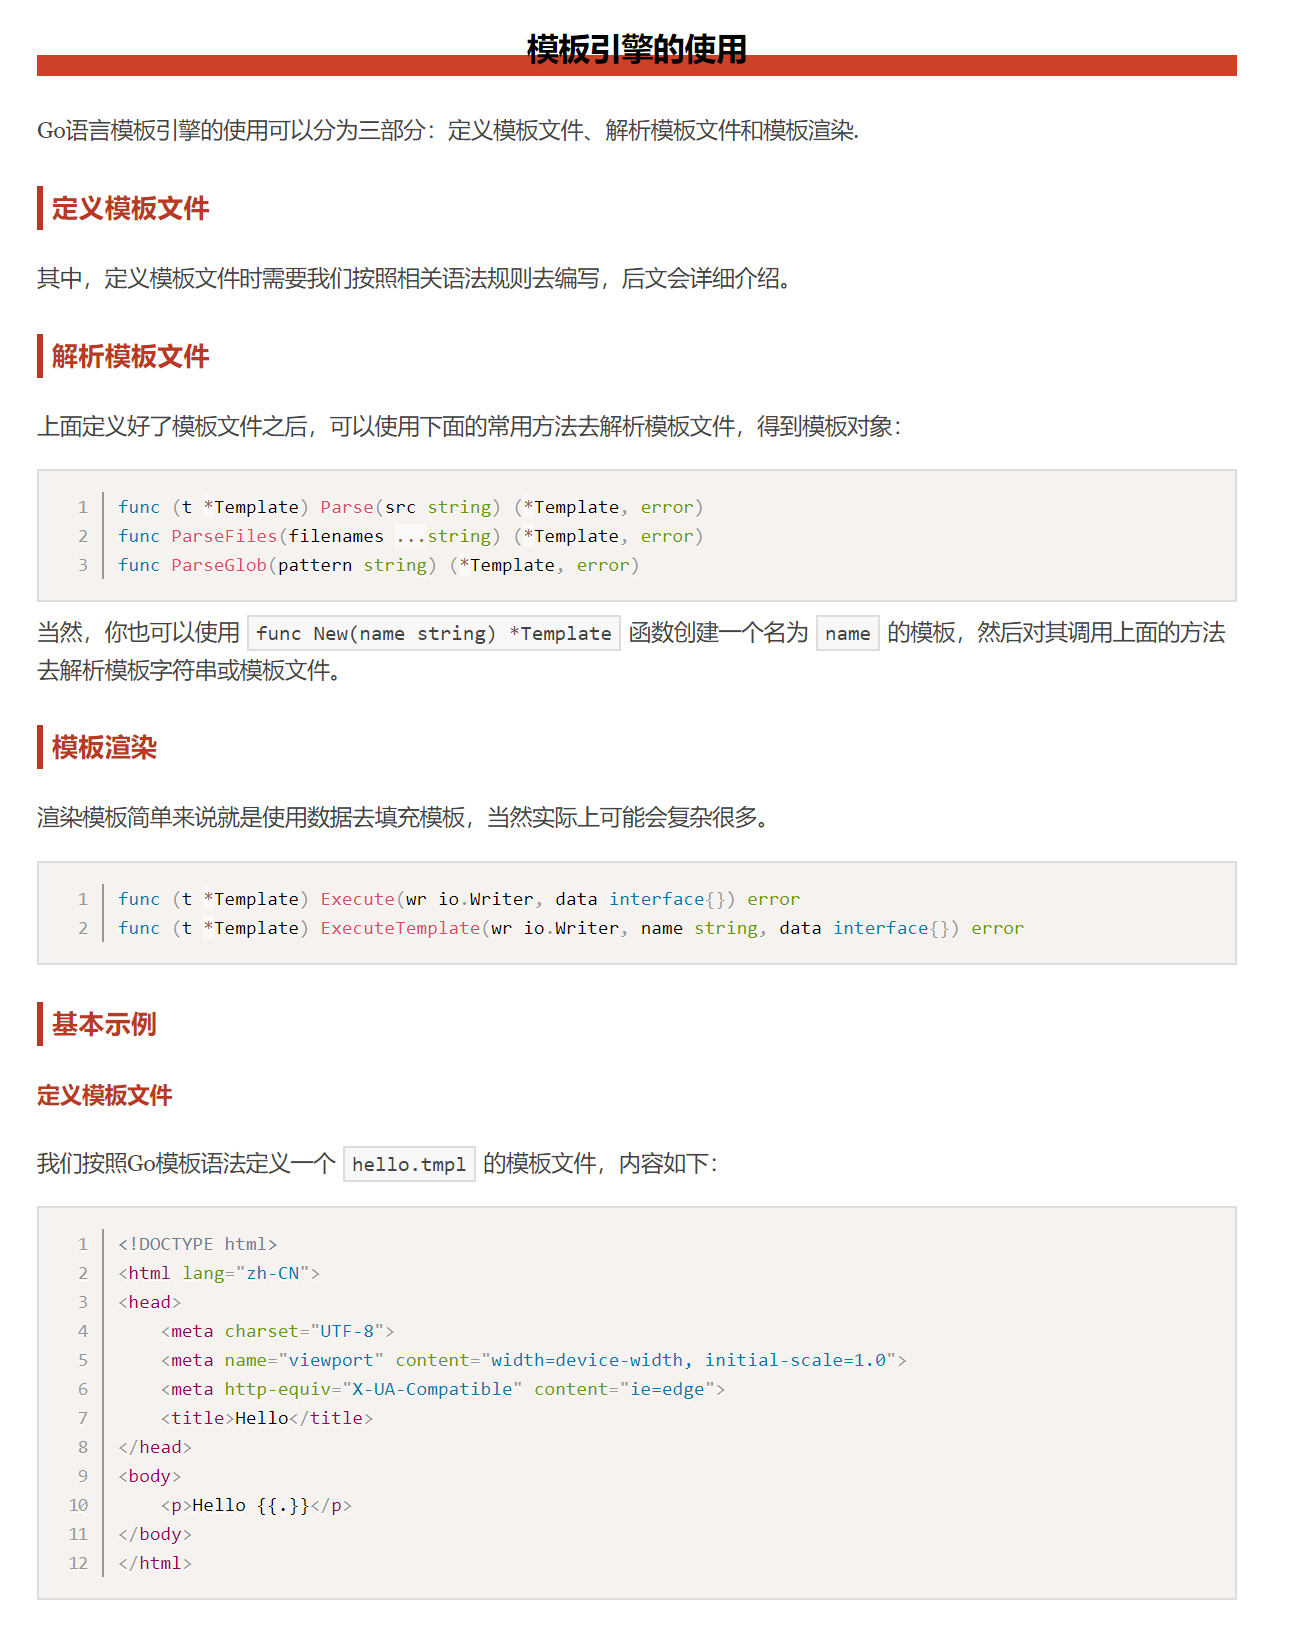 模板引擎的使用
Go语言模板引擎的使用可以分为三部分：定义模板文件、解析模板文件和模板渲染.
定义模板文件
其中，定义模板文件时需要我们按照相关语法规则去编写，后文会详细介绍。
解析模板文件
上面定义好了模板文件之后，可以使用下面的常用方法去解析模板文件，得到模板对象：
1 func (t *Template) Parse(src string) (*Template, error)
2 func ParseFiles(filenames ...string) (*Template, error)
3 func ParseGlob(pattern string) (*Template, error)
当然，你也可以使用 func New(name string) *Template 函数创建一个名为 name 的模板，然后对其调用上面的方法
去解析模板字符串或模板文件。
模板渲染
渲染模板简单来说就是使用数据去填充模板，当然实际上可能会复杂很多。
1 func (t *Template) Execute(wr io.Writer, data interface{}) error
2 func (t *Template) ExecuteTemplate(wr io.Writer, name string, data interface{}) error
基本示例
定义模板文件
我们按照Go模板语法定义一个 hello.tmpl 的模板文件，内容如下：
1 <!DOCTYPE html>
2 <html lang="zh-CN">
3 <head>
4     <meta charset="UTF-8">
5     <meta name="viewport" content="width=device-width, initial-scale=1.0">
6     <meta http-equiv="X-UA-Compatible" content="ie=edge">
7     <title>Hello</title>
8 </head>
9 <body>
10     <p>Hello {{.}}</p>
11 </body>
12 </html>